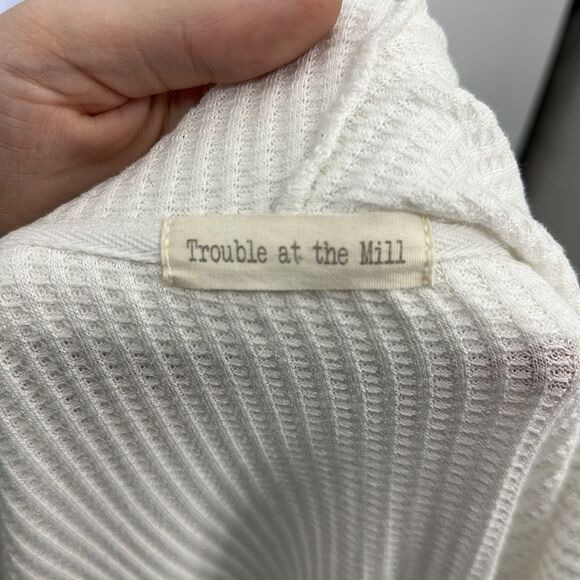 Trouble at the Mill